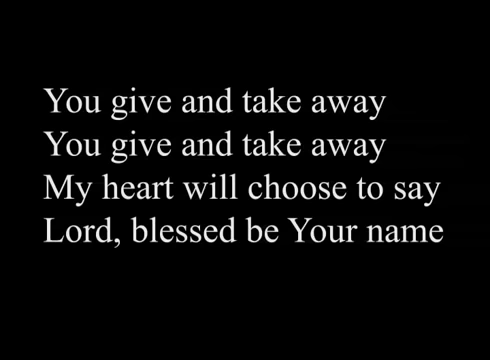 You give and take away
You give and take away
My heart will choose to say
Lord, blessed be Your name